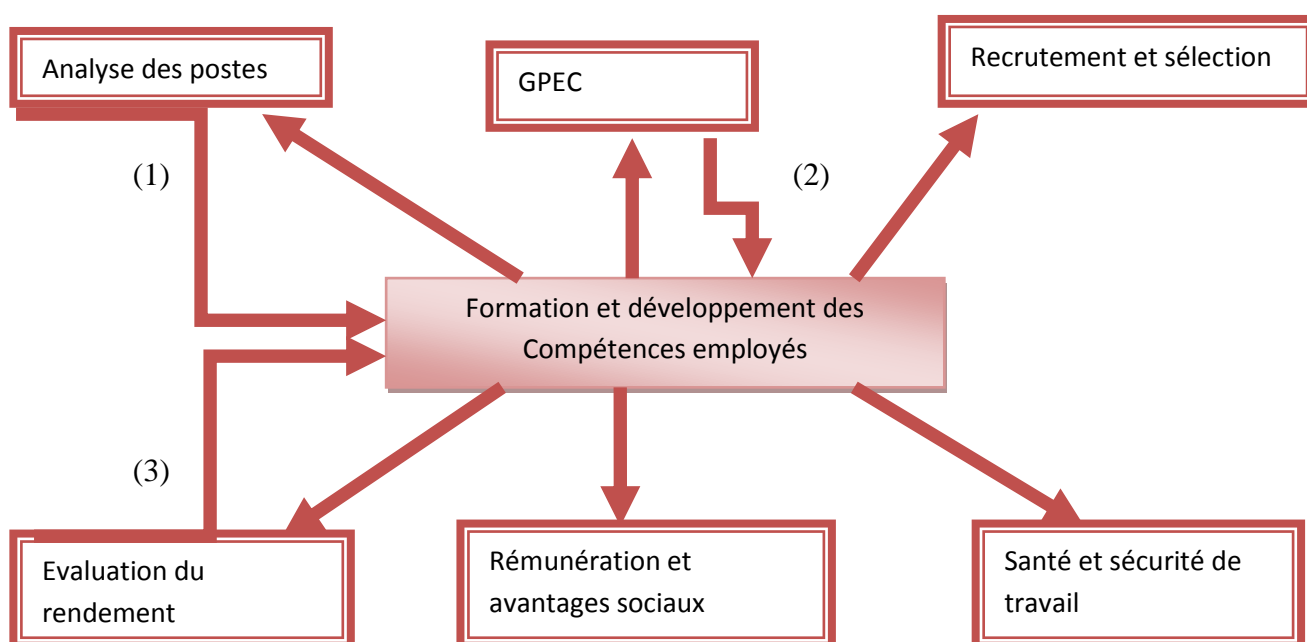 Analyse des postes
GPEC
Recrutement et sélection
(1)
(2)
Formation et développement des
Compétences employés
(3)
Evaluation du
rendement
Rémunération et
avantages sociaux
Santé et sécurité de
travail